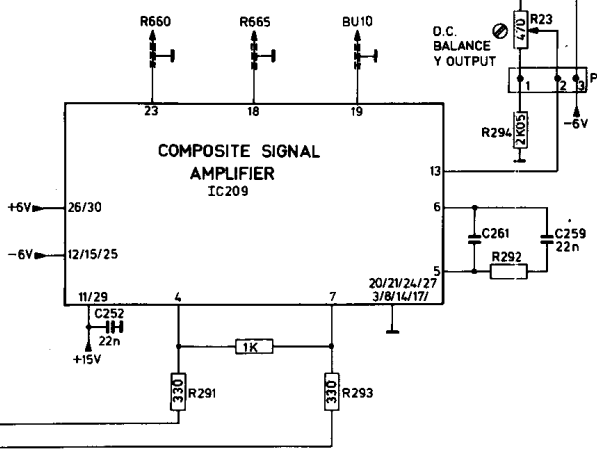 R660
R665
BU10
R23
470
D.C.
BALANCE
Y OUTPUT
P
1
2
3
-6V
R294
2K05
23
18
19
COMPOSITE SIGNAL
AMPLIFIER
IC209
13
+6V
26/30
6
C261
C259
22n
-6V
12/15/25
R292
5
20/21/24/27
3/8/14/17/
11/29
4
7
C252
22n
+15V
1K
330
R291
330
R293